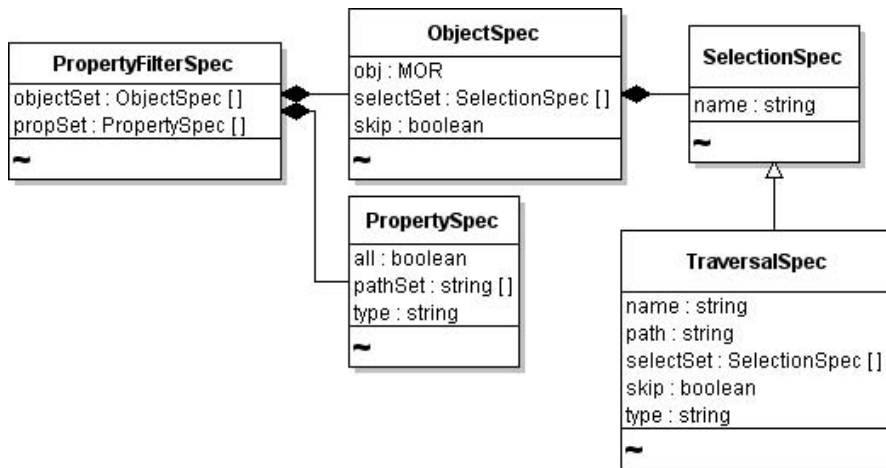 PropertyFilterSpec
objectSet : ObjectSpec [ ]
propSet : PropertySpec [ ]
~
ObjectSpec
obj : MOR
selectSet : SelectionSpec [ ]
skip : boolean
~
SelectionSpec
name : string
~
PropertySpec
all : boolean
pathSet : string [ ]
type : string
~
TraversalSpec
name : string
path : string
selectSet : SelectionSpec [ ]
skip : boolean
type : string
~